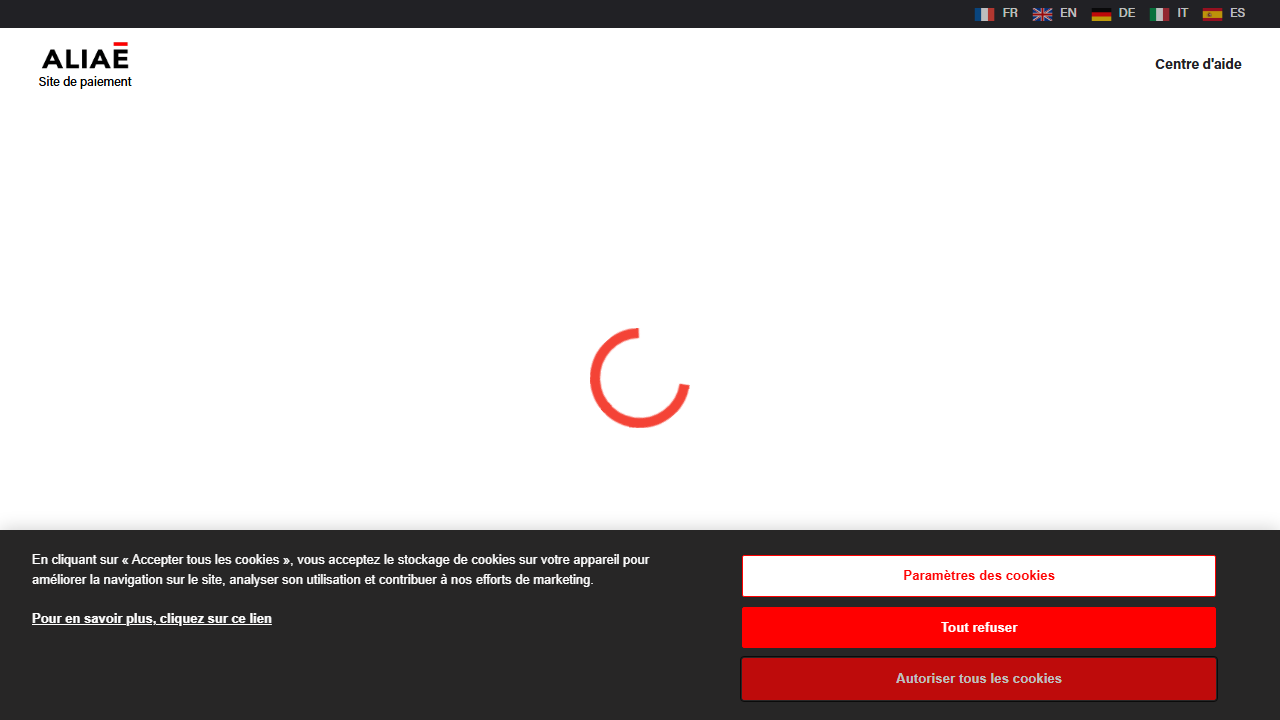 FR EN DE IT ES
ALIAE
Site de paiement
Centre d'aide
En cliquant sur « Accepter tous les cookies », vous acceptez le stockage de cookies sur votre appareil pour
améliorer la navigation sur le site, analyser son utilisation et contribuer à nos efforts de marketing.
Pour en savoir plus, cliquez sur ce lien
Paramètres des cookies
Tout refuser
Autoriser tous les cookies